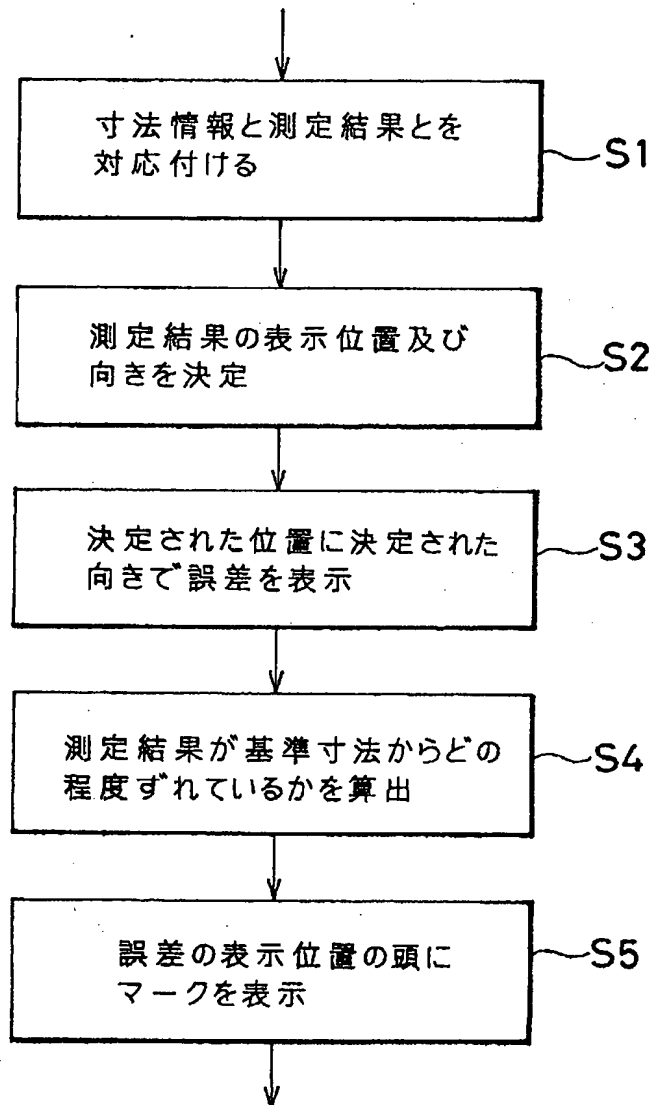 寸法情報と測定結果とを
対応付ける
S1
測定結果の表示位置及び
向きを決定
S2
決定された位置に決定された
向きで誤差を表示
S3
測定結果が基準寸法からどの
程度ずれているかを算出
S4
誤差の表示位置の頭に
マークを表示
S5